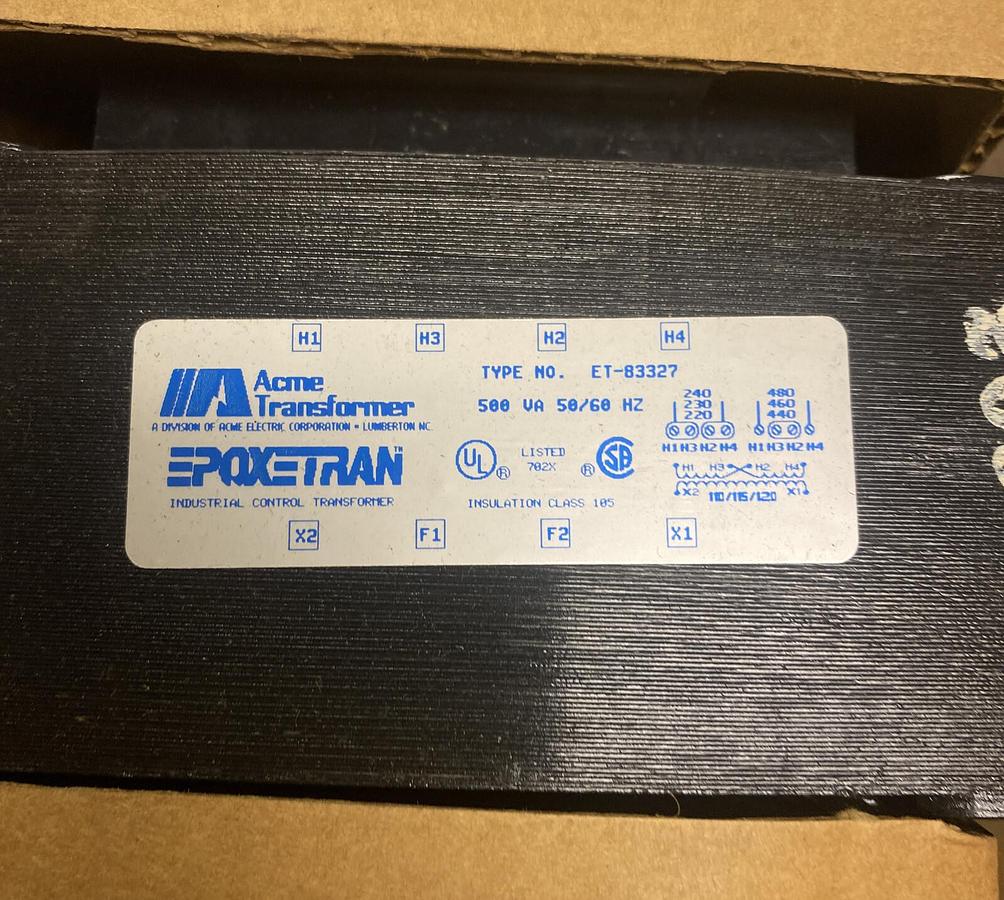 H1 H3 H2 H4
Acme
Transformer
A DIVISION OF ACME ELECTRIC CORPORATION • LUMBERTON NC
EPOXETRAN™
INDUSTRIAL CONTROL TRANSFORMER
TYPE NO. ET-83327
500 VA 50/60 HZ
UL ® LISTED 702X ® SA
INSULATION CLASS 105
240
230
220
H1 H3 H2 H4
480
460
440
H1 H3 H2 H4
H1 H3 H2 H4
X2 110/115/120 X1
X2 F1 F2 X1